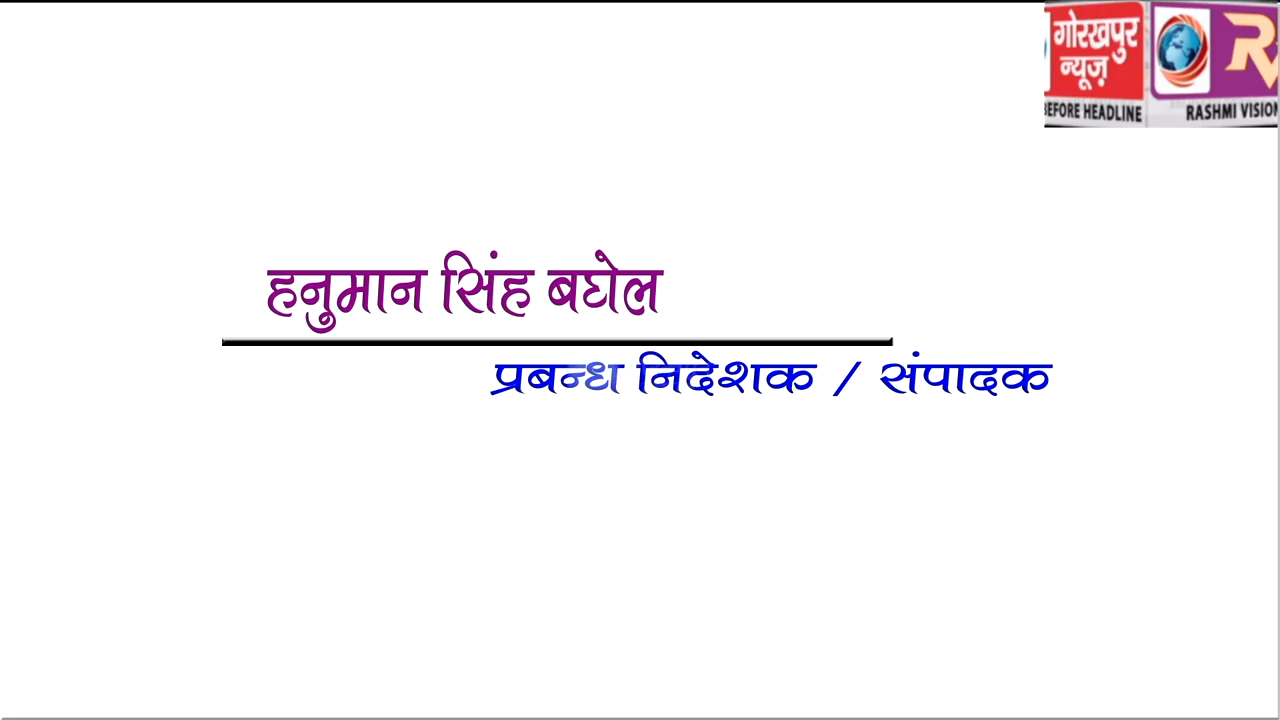 गोरखपुर
न्यूज़
BEFORE HEADLINE
R
RASHMI VISION
हनुमान सिंह बघेल
प्रबन्ध निदेशक / संपादक